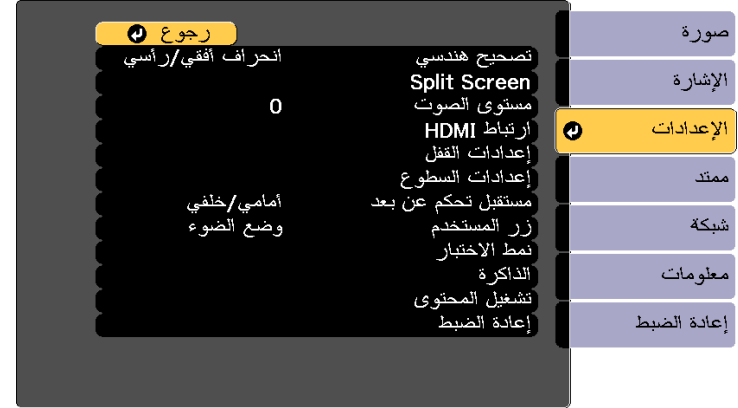 صورة
الإشارة
الإعدادات
ممتد
شبكة
معلومات
إعادة الضبط
رجوع
تصحيح هندسي انحراف أفقي/رأسي
Split Screen
مستوى الصوت 0
ارتباط HDMI
إعدادات القفل
إعدادات السطوع
مستقبل تحكم عن بعد أمامي/خلفي
زر المستخدم وضع الضوء
نمط الاختبار
الذاكرة
تشغيل المحتوى
إعادة الضبط